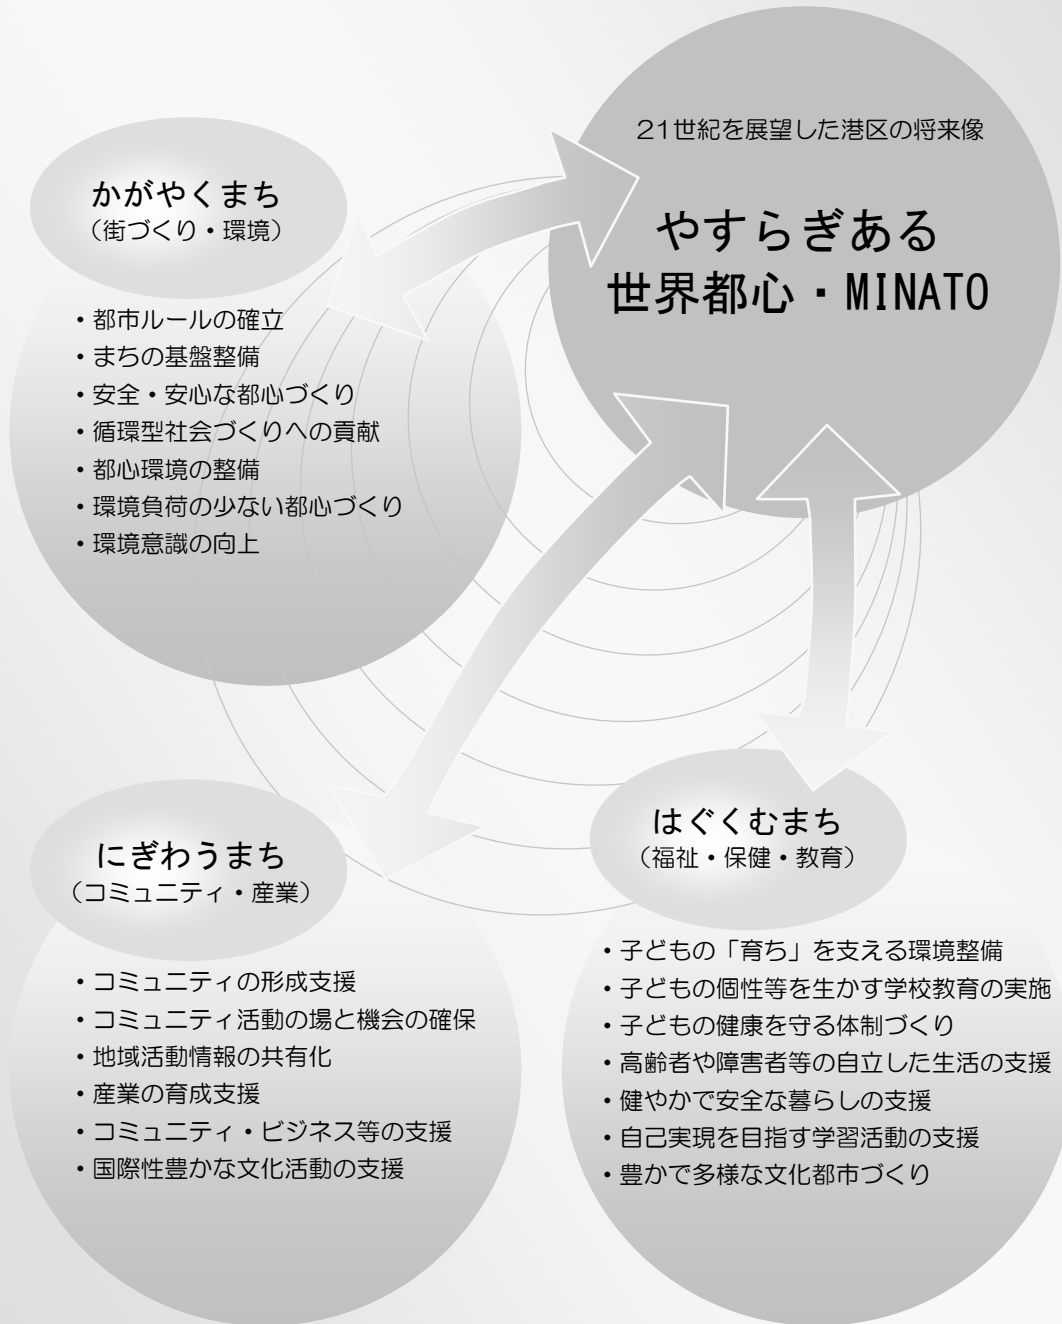 21世紀を展望した港区の将来像
やすらぎある
世界都心・MINATO
かがやくまち
（街づくり・環境）
・都市ルールの確立
・まちの基盤整備
・安全・安心な都心づくり
・循環型社会づくりへの貢献
・都心環境の整備
・環境負荷の少ない都心づくり
・環境意識の向上
にぎわうまち
（コミュニティ・産業）
・コミュニティの形成支援
・コミュニティ活動の場と機会の確保
・地域活動情報の共有化
・産業の育成支援
・コミュニティ・ビジネス等の支援
・国際性豊かな文化活動の支援
はぐくむまち
（福祉・保健・教育）
・子どもの「育ち」を支える環境整備
・子どもの個性等を生かす学校教育の実施
・子どもの健康を守る体制づくり
・高齢者や障害者等の自立した生活の支援
・健やかで安全な暮らしの支援
・自己実現を目指す学習活動の支援
・豊かで多様な文化都市づくり